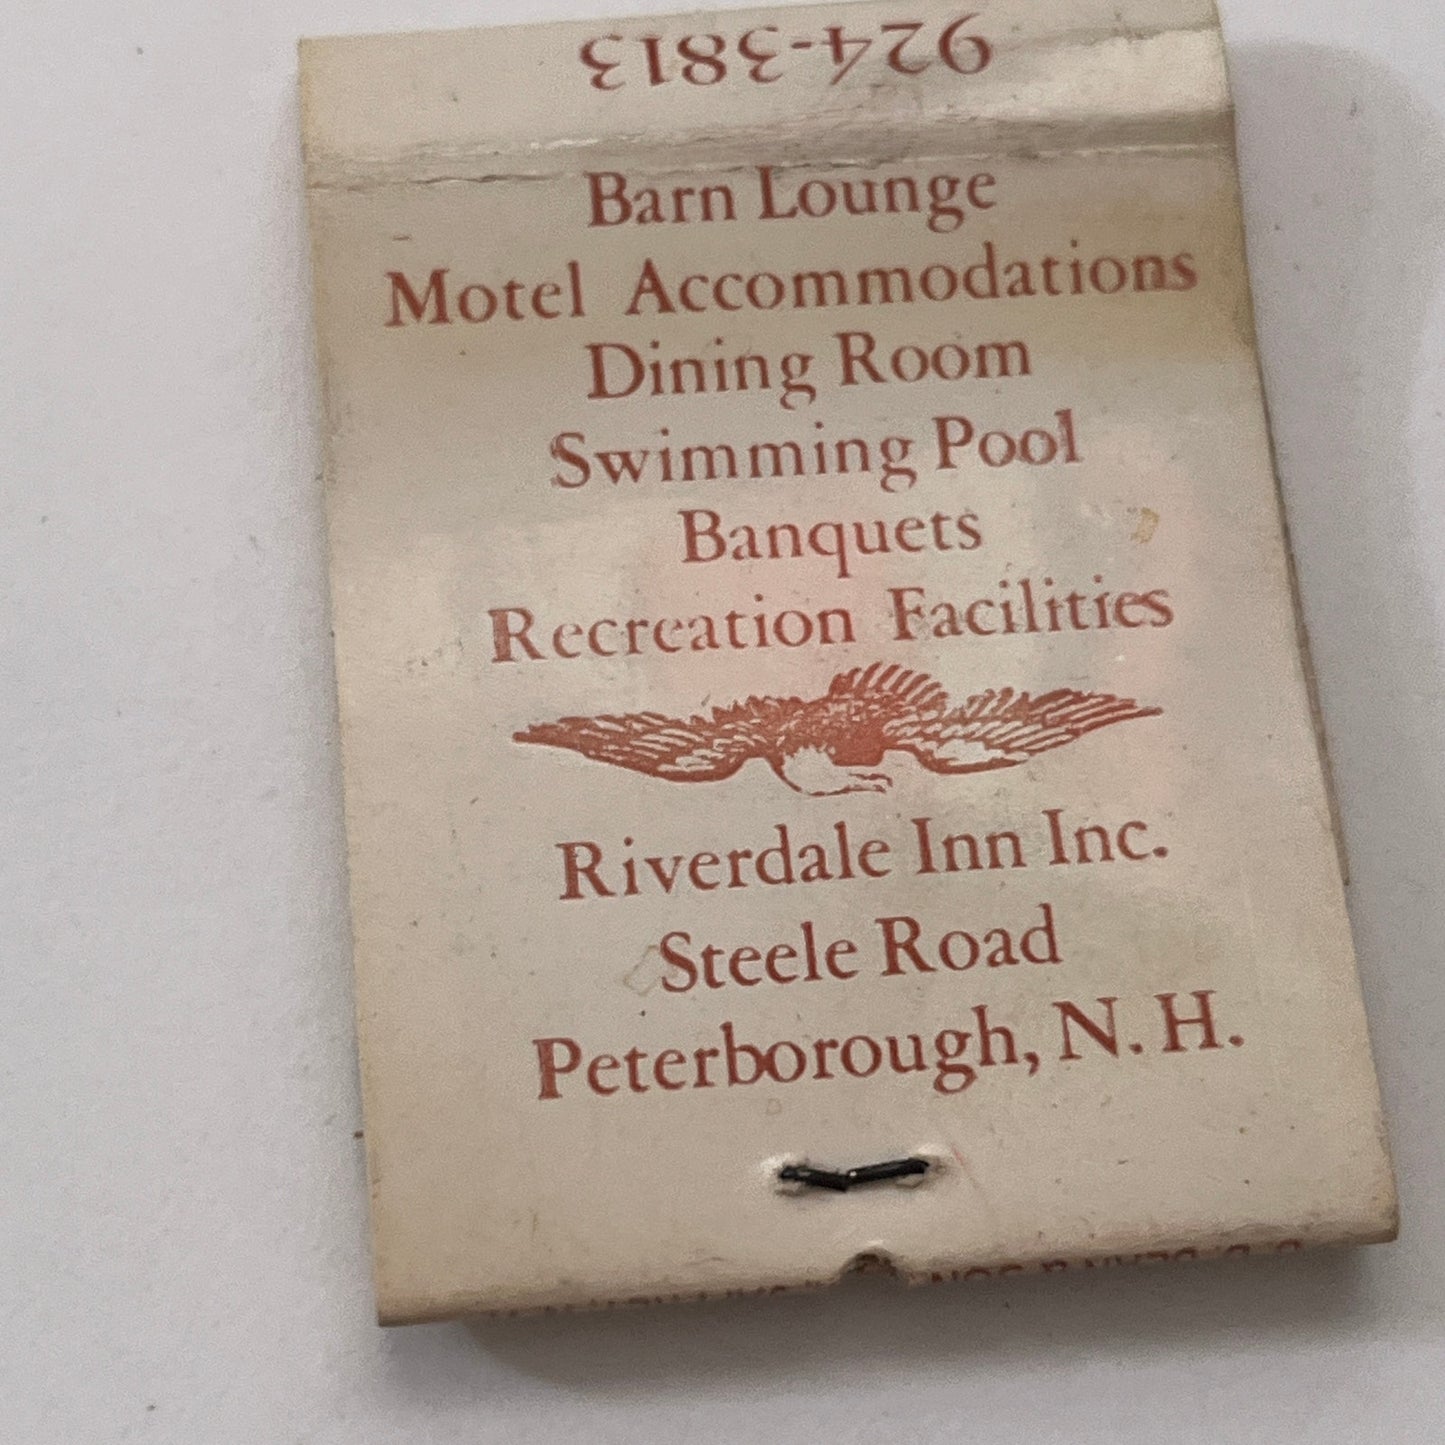 924-3813
Barn Lounge
Motel Accommodations
Dining Room
Swimming Pool
Banquets
Recreation Facilities
Riverdale Inn Inc.
Steele Road
Peterborough, N. H.